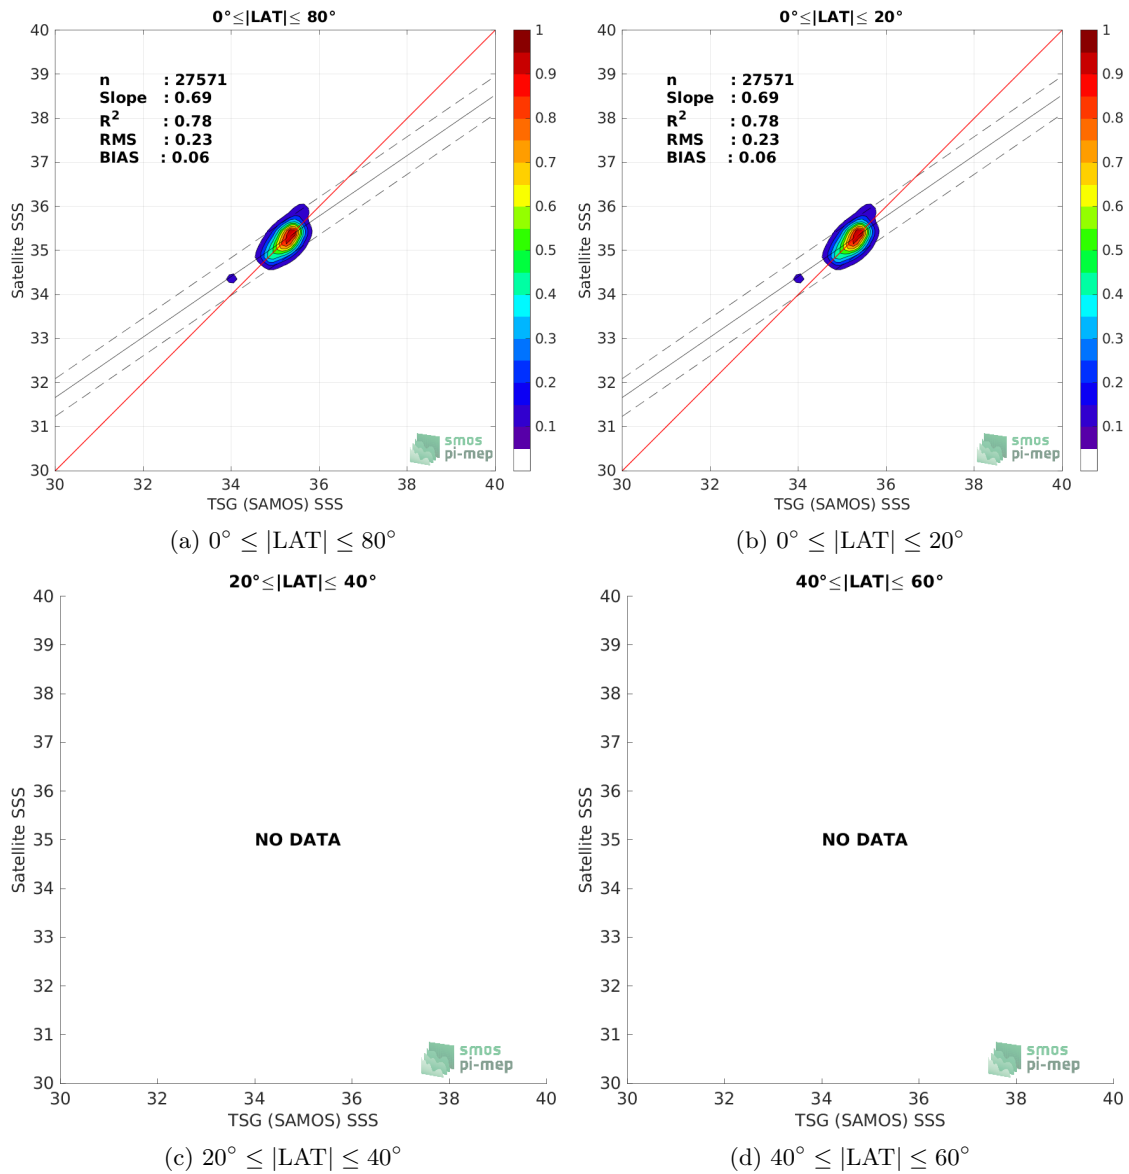 0°≤|LAT|≤ 80°
40
39
38
37
36
35
34
33
32
31
30
Satellite SSS
n : 27571
Slope : 0.69
R² : 0.78
RMS : 0.23
BIAS : 0.06
smos
pi-mep
30 32 34 36 38 40
TSG (SAMOS) SSS
1
0.9
0.8
0.7
0.6
0.5
0.4
0.3
0.2
0.1
(a) 0° ≤ |LAT| ≤ 80°
0°≤|LAT|≤ 20°
40
39
38
37
36
35
34
33
32
31
30
Satellite SSS
n : 27571
Slope : 0.69
R² : 0.78
RMS : 0.23
BIAS : 0.06
smos
pi-mep
30 32 34 36 38 40
TSG (SAMOS) SSS
1
0.9
0.8
0.7
0.6
0.5
0.4
0.3
0.2
0.1
(b) 0° ≤ |LAT| ≤ 20°
20°≤|LAT|≤ 40°
40
39
38
37
36
35
34
33
32
31
30
Satellite SSS
NO DATA
smos
pi-mep
30 32 34 36 38 40
TSG (SAMOS) SSS
(c) 20° ≤ |LAT| ≤ 40°
40°≤|LAT|≤ 60°
40
39
38
37
36
35
34
33
32
31
30
Satellite SSS
NO DATA
smos
pi-mep
30 32 34 36 38 40
TSG (SAMOS) SSS
(d) 40° ≤ |LAT| ≤ 60°